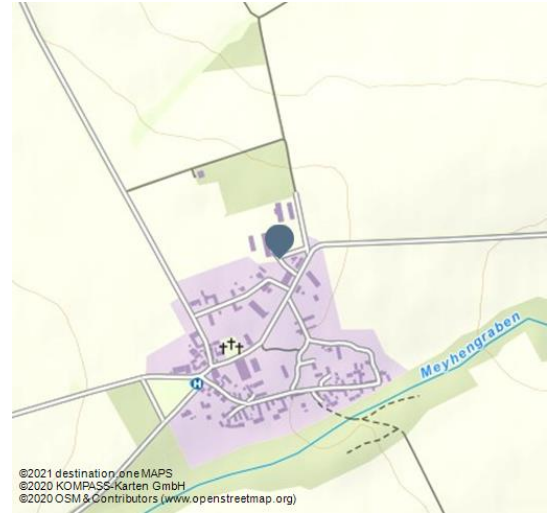 Meyhengraben
H
©2021 destination.one MAPS
©2020 KOMPASS-Karten GmbH
©2020 OSM & Contributors (www.openstreetmap.org)